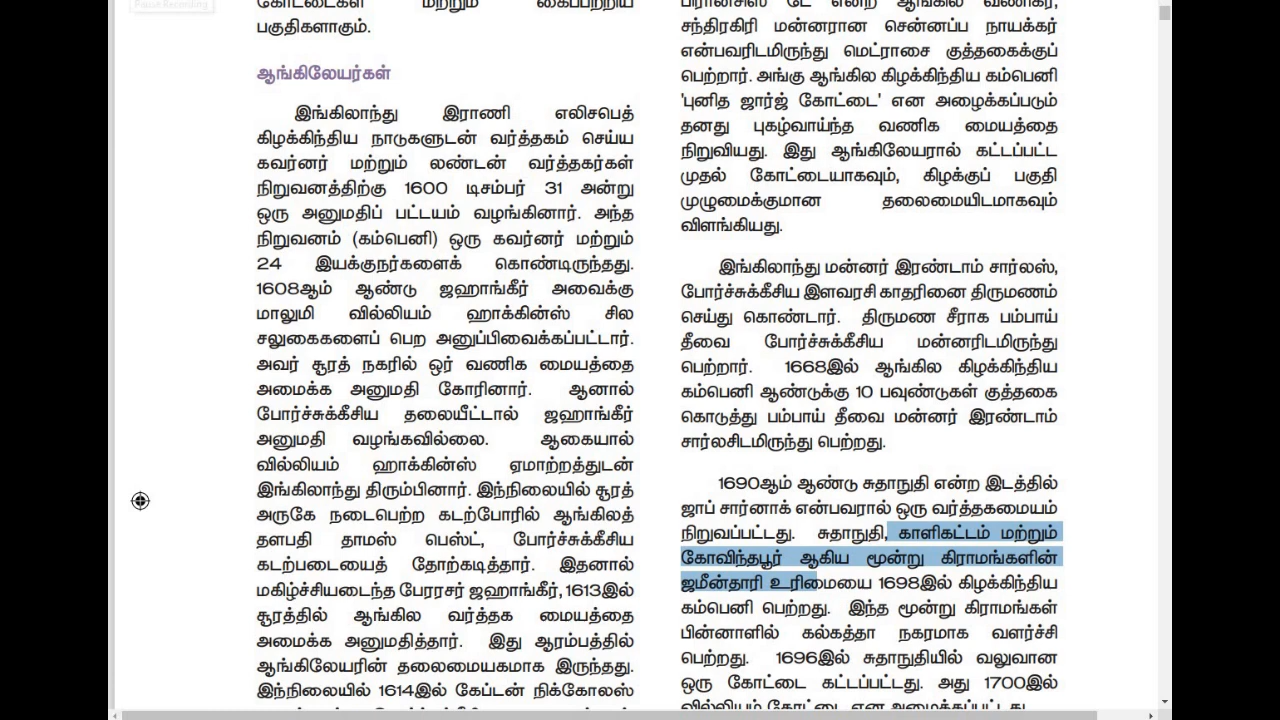 Pause Recording
கோட்டைகள் மற்றும் கைப்பற்றிய
பகுதிகளாகும்.
ஆங்கிலேயர்கள்
இங்கிலாந்து இராணி எலிசபெத்
கிழக்கிந்திய நாடுகளுடன் வர்த்தகம் செய்ய
கவர்னர் மற்றும் லண்டன் வர்த்தகர்கள்
நிறுவனத்திற்கு 1600 டிசம்பர் 31 அன்று
ஒரு அனுமதிப் பட்டயம் வழங்கினார். அந்த
நிறுவனம் (கம்பெனி) ஒரு கவர்னர் மற்றும்
24 இயக்குநர்களைக் கொண்டிருந்தது.
1608ஆம் ஆண்டு ஜஹாங்கீர் அவைக்கு
மாலுமி வில்லியம் ஹாக்கின்ஸ் சில
சலுகைகளைப் பெற அனுப்பிவைக்கப்பட்டார்.
அவர் சூரத் நகரில் ஓர் வணிக மையத்தை
அமைக்க அனுமதி கோரினார். ஆனால்
போர்ச்சுக்கீசிய தலையீட்டால் ஜஹாங்கீர்
அனுமதி வழங்கவில்லை. ஆகையால்
வில்லியம் ஹாக்கின்ஸ் ஏமாற்றத்துடன்
இங்கிலாந்து திரும்பினார். இந்நிலையில் சூரத்
அருகே நடைபெற்ற கடற்போரில் ஆங்கிலத்
தளபதி தாமஸ் பெஸ்ட், போர்ச்சுக்கீசிய
கடற்படையைத் தோற்கடித்தார். இதனால்
மகிழ்ச்சியடைந்த பேரரசர் ஜஹாங்கீர், 1613இல்
சூரத்தில் ஆங்கில வர்த்தக மையத்தை
அமைக்க அனுமதித்தார். இது ஆரம்பத்தில்
ஆங்கிலேயரின் தலைமையகமாக இருந்தது.
இந்நிலையில் 1614இல் கேப்டன் நிக்கோலஸ்
பிரான்சிஸ் டே என்ற ஆங்கில வணிகர்,
சந்திரகிரி மன்னரான சென்னப்ப நாயக்கர்
என்பவரிடமிருந்து மெட்ராசை குத்தகைக்குப்
பெற்றார். அங்கு ஆங்கில கிழக்கிந்திய கம்பெனி
'புனித ஜார்ஜ் கோட்டை' என அழைக்கப்படும்
தனது புகழ்வாய்ந்த வணிக மையத்தை
நிறுவியது. இது ஆங்கிலேயரால் கட்டப்பட்ட
முதல் கோட்டையாகவும், கிழக்குப் பகுதி
முழுமைக்குமான தலைமையிடமாகவும்
விளங்கியது.
இங்கிலாந்து மன்னர் இரண்டாம் சார்லஸ்,
போர்ச்சுக்கீசிய இளவரசி காதரினை திருமணம்
செய்து கொண்டார். திருமண சீராக பம்பாய்
தீவை போர்ச்சுக்கீசிய மன்னரிடமிருந்து
பெற்றார். 1668இல் ஆங்கில கிழக்கிந்திய
கம்பெனி ஆண்டுக்கு 10 பவுண்டுகள் குத்தகை
கொடுத்து பம்பாய் தீவை மன்னர் இரண்டாம்
சார்லசிடமிருந்து பெற்றது.
1690ஆம் ஆண்டு சுதாநுதி என்ற இடத்தில்
ஜாப் சார்னாக் என்பவரால் ஒரு வர்த்தகமையம்
நிறுவப்பட்டது. சுதாநுதி, காளிகட்டம் மற்றும்
கோவிந்தபூர் ஆகிய மூன்று கிராமங்களின்
ஜமீன்தாரி உரிமையை 1698இல் கிழக்கிந்திய
கம்பெனி பெற்றது. இந்த மூன்று கிராமங்கள்
பின்னாளில் கல்கத்தா நகரமாக வளர்ச்சி
பெற்றது. 1696இல் சுதாநுதியில் வலுவான
ஒரு கோட்டை கட்டப்பட்டது. அது 1700இல்
வில்லியம் கோட்டை என அழைக்கப்பட்டது.